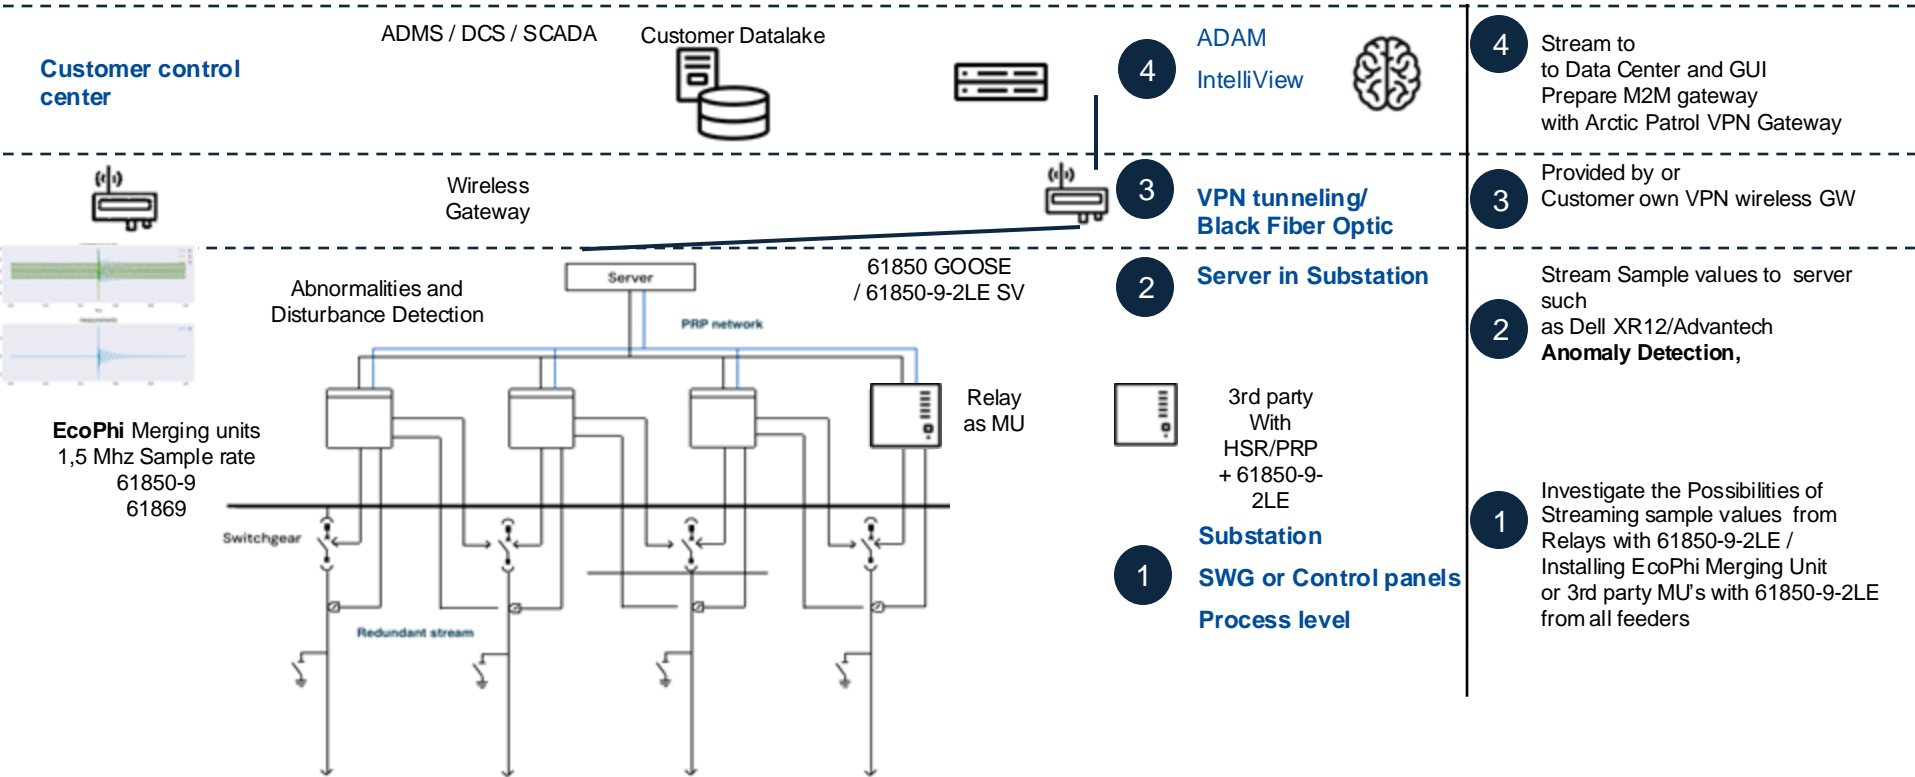 ADMS / DCS / SCADA
Customer Datalake
Customer control
center
4
ADAM
IntelliView
4
Stream to
to Data Center and GUI
Prepare M2M gateway
with Arctic Patrol VPN Gateway
Wireless
Gateway
3
VPN tunneling/
Black Fiber Optic
3
Provided by or
Customer own VPN wireless GW
Abnormalities and
Disturbance Detection
Server
PRP network
61850 GOOSE
/ 61850-9-2LE SV
2
Server in Substation
2
Stream Sample values to server
such
as Dell XR12/Advantech
Anomaly Detection,
EcoPhi Merging units
1,5 Mhz Sample rate
61850-9
61869
Relay
as MU
3rd party
With
HSR/PRP
+ 61850-9-
2LE
Switchgear
Redundant stream
1
Substation
SWG or Control panels
Process level
1
Investigate the Possibilities of
Streaming sample values from
Relays with 61850-9-2LE /
Installing EcoPhi Merging Unit
or 3rd party MU's with 61850-9-2LE
from all feeders